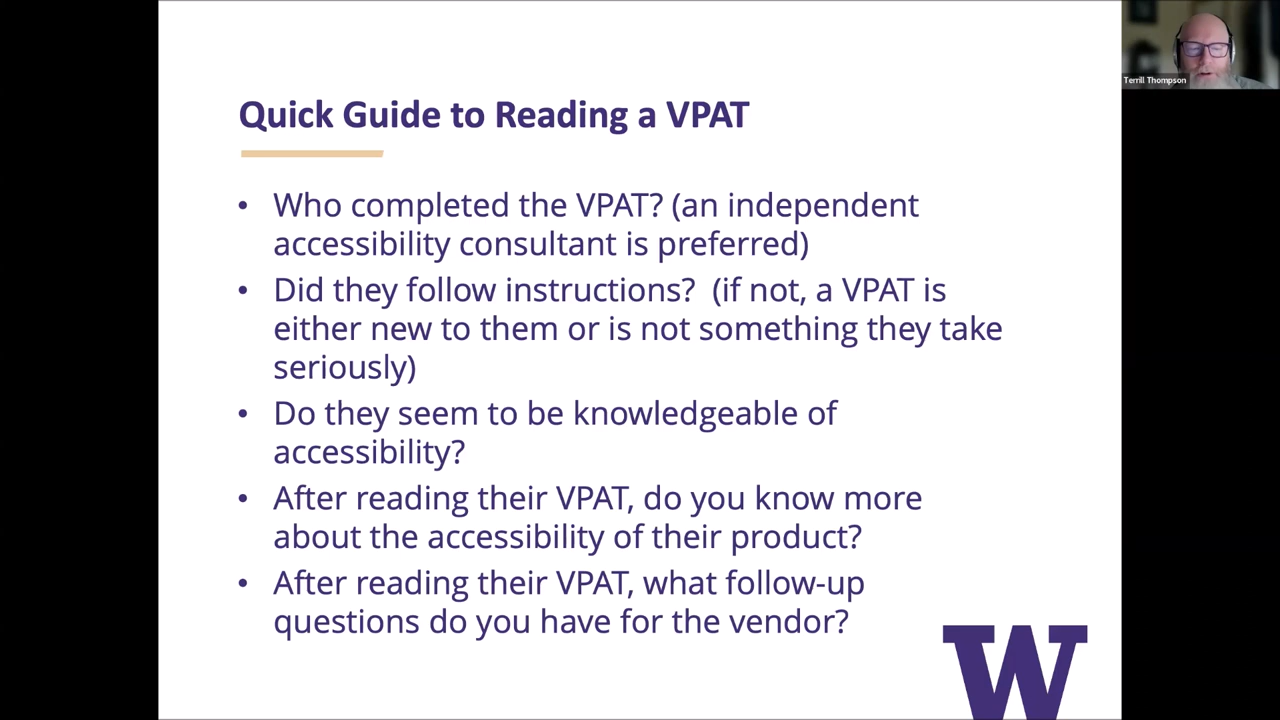 Terrill Thompson
Quick Guide to Reading a VPAT
• Who completed the VPAT? (an independent
accessibility consultant is preferred)
• Did they follow instructions?  (if not, a VPAT is
either new to them or is not something they take
seriously)
• Do they seem to be knowledgeable of
accessibility?
• After reading their VPAT, do you know more
about the accessibility of their product?
• After reading their VPAT, what follow-up
questions do you have for the vendor?
W